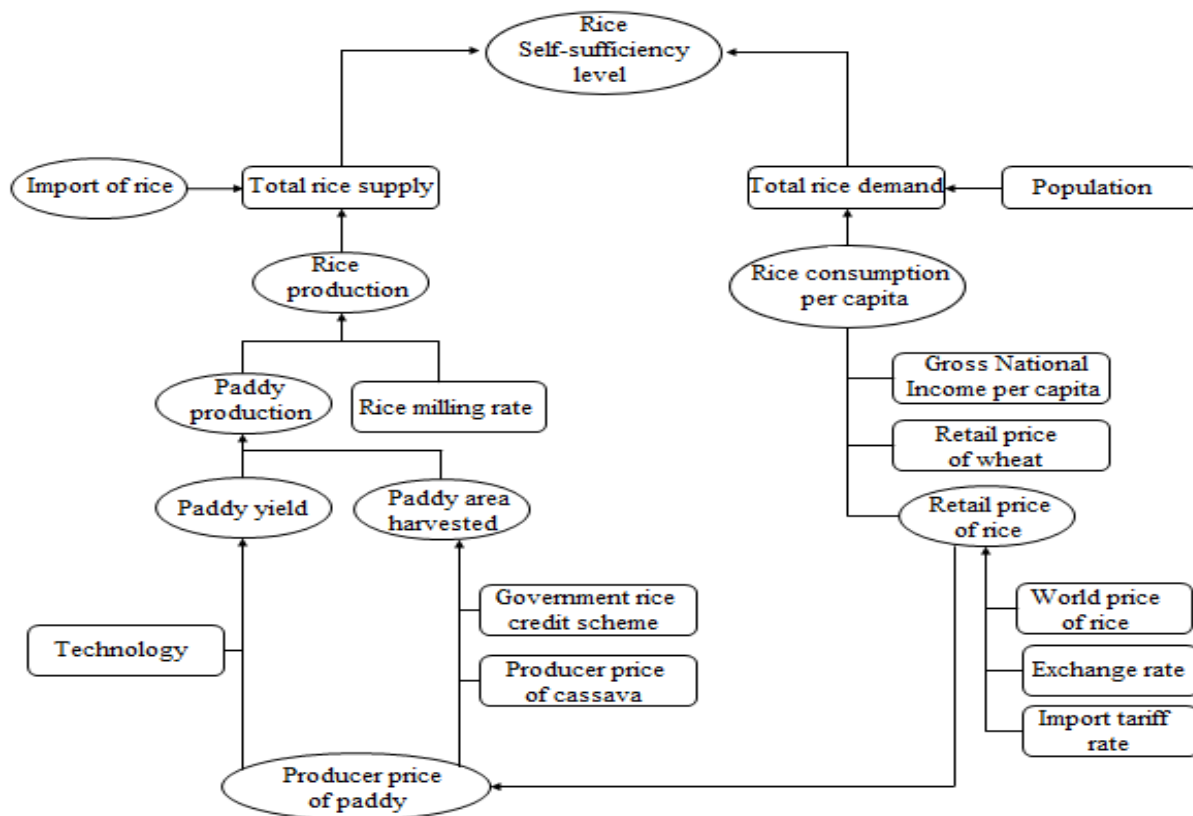 Rice
Self-sufficiency
level
Import of rice
Total rice supply
Total rice demand
Population
Rice
production
Rice consumption
per capita
Paddy
production
Rice milling rate
Gross National
Income per capita
Retail price
of wheat
Paddy yield
Paddy area
harvested
Retail price
of rice
Government rice
credit scheme
World price
of rice
Technology
Producer price
of cassava
Exchange rate
Import tariff
rate
Producer price
of paddy